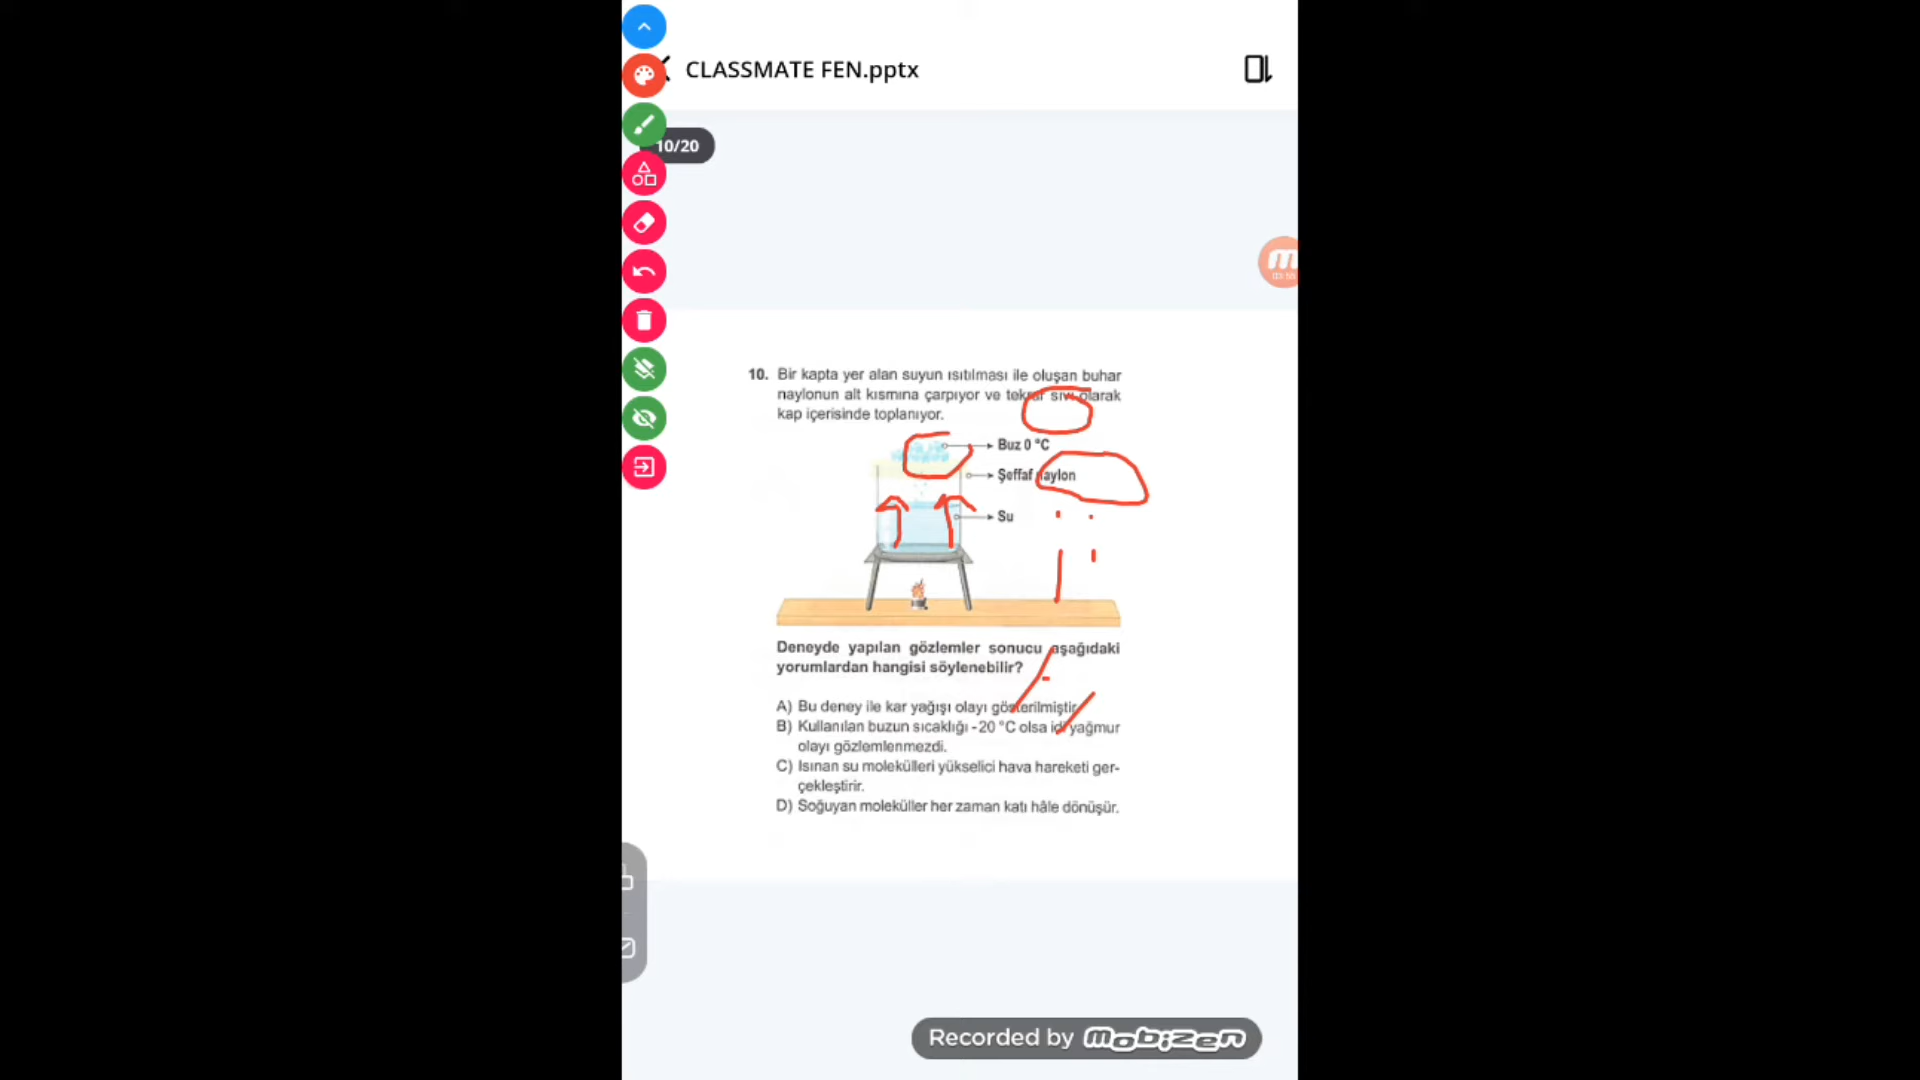 CLASSMATE FEN.pptx
10/20
03:55
10. Bir kapta yer alan suyun ısıtılması ile oluşan buhar
naylonun alt kısmına çarpıyor ve tekrar sıvı olarak
kap içerisinde toplanıyor.
Buz 0 °C
Şeffaf naylon
Su
Deneyde yapılan gözlemler sonucu aşağıdaki
yorumlardan hangisi söylenebilir?
A) Bu deney ile kar yağışı olayı gösterilmiştir.
B) Kullanılan buzun sıcaklığı -20 °C olsa idi yağmur
olayı gözlemlenmezdi.
C) Isınan su molekülleri yükselici hava hareketi ger-
çekleştirir.
D) Soğuyan moleküller her zaman katı hâle dönüşür.
Recorded by mobizen